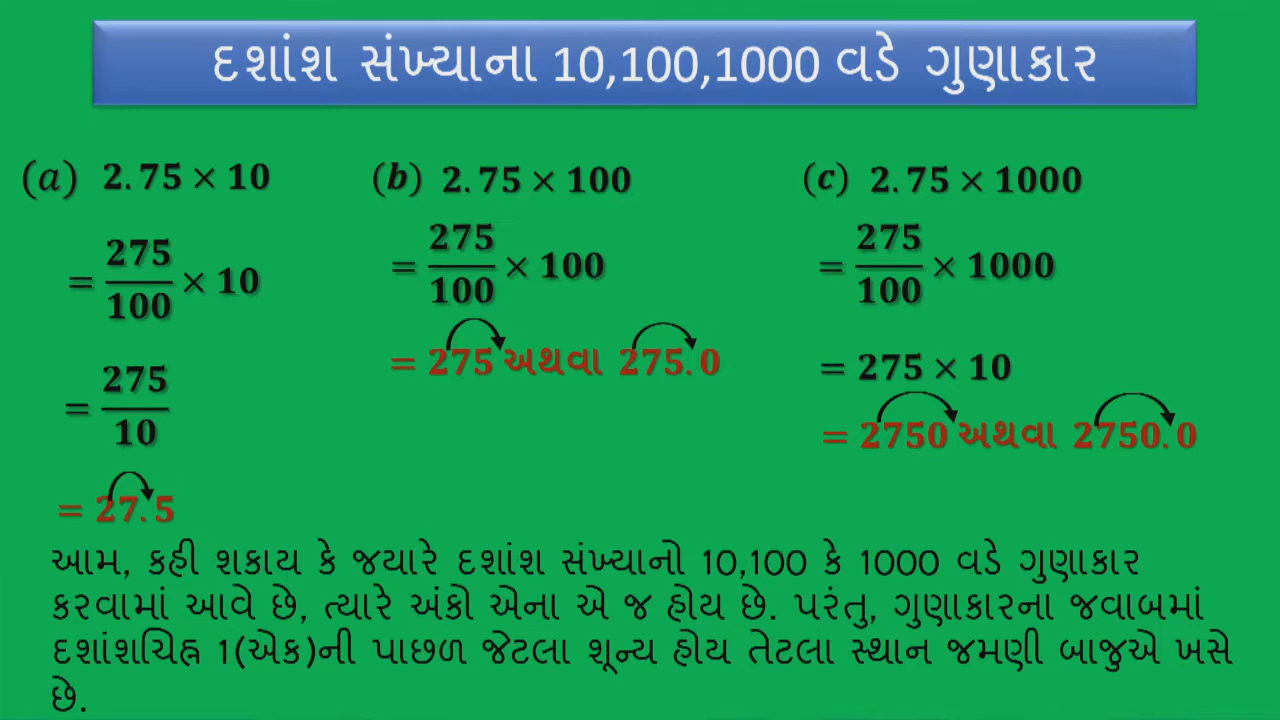 દશાંશ સંખ્યાના 10,100,1000 વડે ગુણાકાર
(a) 2.75 × 10
= 275/100 × 10
= 275/10
= 27.5
(b) 2.75 × 100
= 275/100 × 100
= 275 અથવા 275.0
(c) 2.75 × 1000
= 275/100 × 1000
= 275 × 10
= 2750 અથવા 2750.0
આમ, કહી શકાય કે જયારે દશાંશ સંખ્યાનો 10,100 કે 1000 વડે ગુણાકાર
કરવામાં આવે છે, ત્યારે અંકો એના એ જ હોય છે. પરંતુ, ગુણાકારના જવાબમાં
દશાંશચિહ્ન 1(એક)ની પાછળ જેટલા શૂન્ય હોય તેટલા સ્થાન જમણી બાજુએ ખસે
છે.